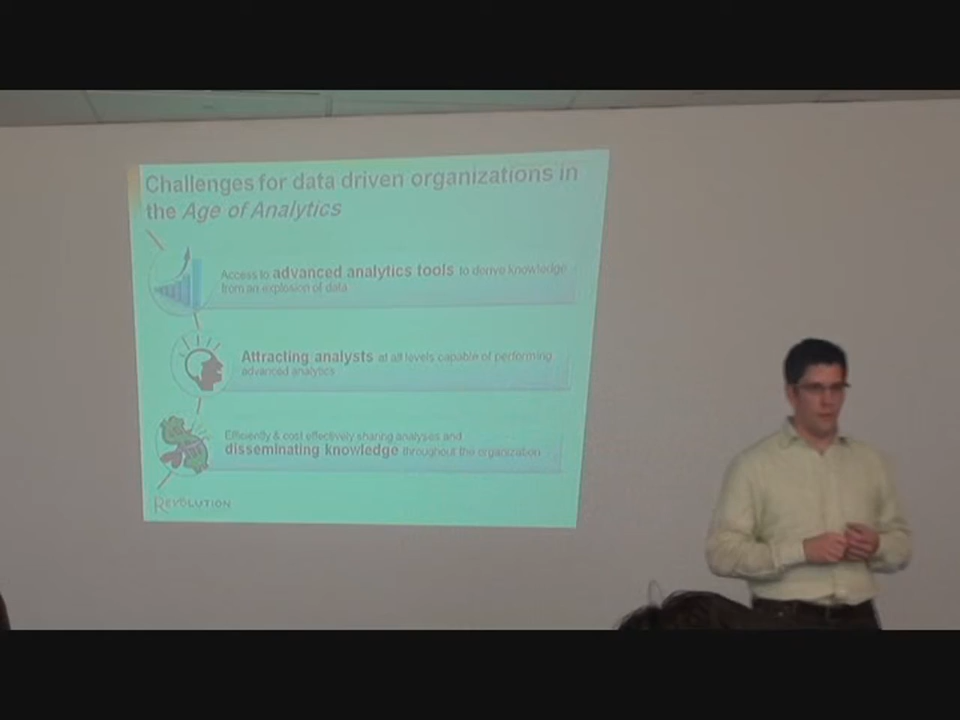 Challenges for data driven organizations in
the Age of Analytics
Access to advanced analytics tools to derive knowledge
from an explosion of data
Attracting analysts at all levels capable of performing
advanced analytics
Efficiently & cost effectively sharing analyses and
disseminating knowledge throughout the organization
REVOLUTION